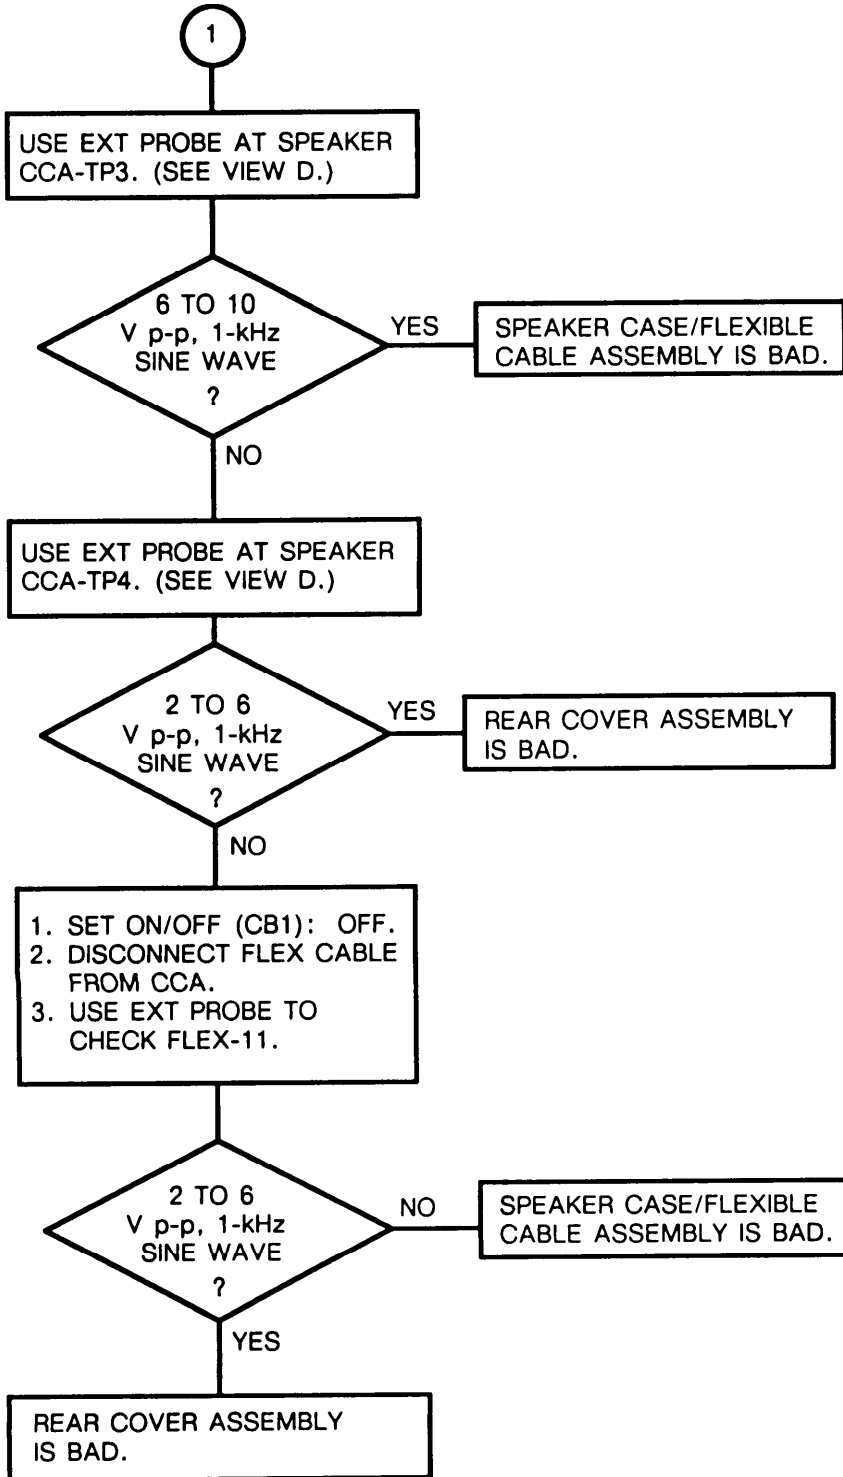 1
USE EXT PROBE AT SPEAKER
CCA-TP3. (SEE VIEW D.)
6 TO 10
V p-p, 1-kHz
SINE WAVE
?
YES
SPEAKER CASE/FLEXIBLE
CABLE ASSEMBLY IS BAD.
NO
USE EXT PROBE AT SPEAKER
CCA-TP4. (SEE VIEW D.)
2 TO 6
V p-p, 1-kHz
SINE WAVE
?
YES
REAR COVER ASSEMBLY
IS BAD.
NO
1. SET ON/OFF (CB1): OFF.
2. DISCONNECT FLEX CABLE
FROM CCA.
3. USE EXT PROBE TO
CHECK FLEX-11.
2 TO 6
V p-p, 1-kHz
SINE WAVE
?
NO
SPEAKER CASE/FLEXIBLE
CABLE ASSEMBLY IS BAD.
YES
REAR COVER ASSEMBLY
IS BAD.